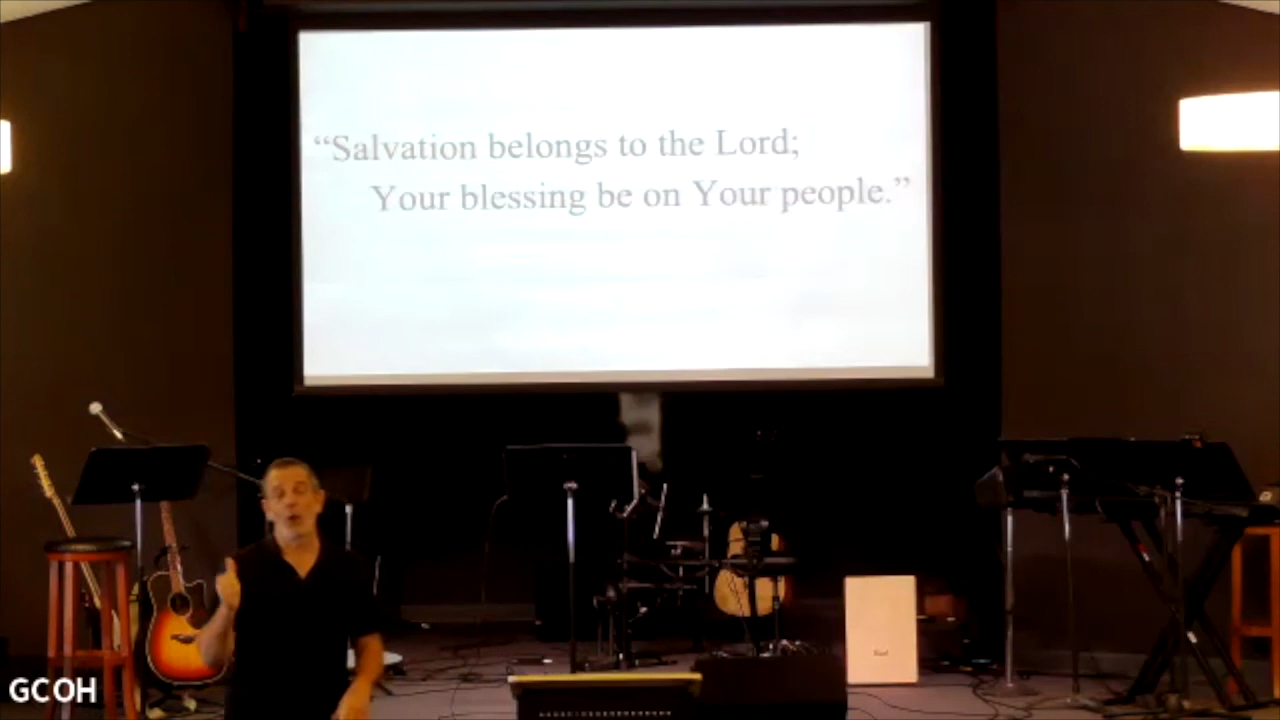 “Salvation belongs to the Lord;
Your blessing be on Your people.”
GCOH